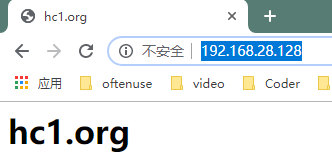 hc1.org
不安全 192.168.28.128
应用 oftenuse video Coder
hc1.org